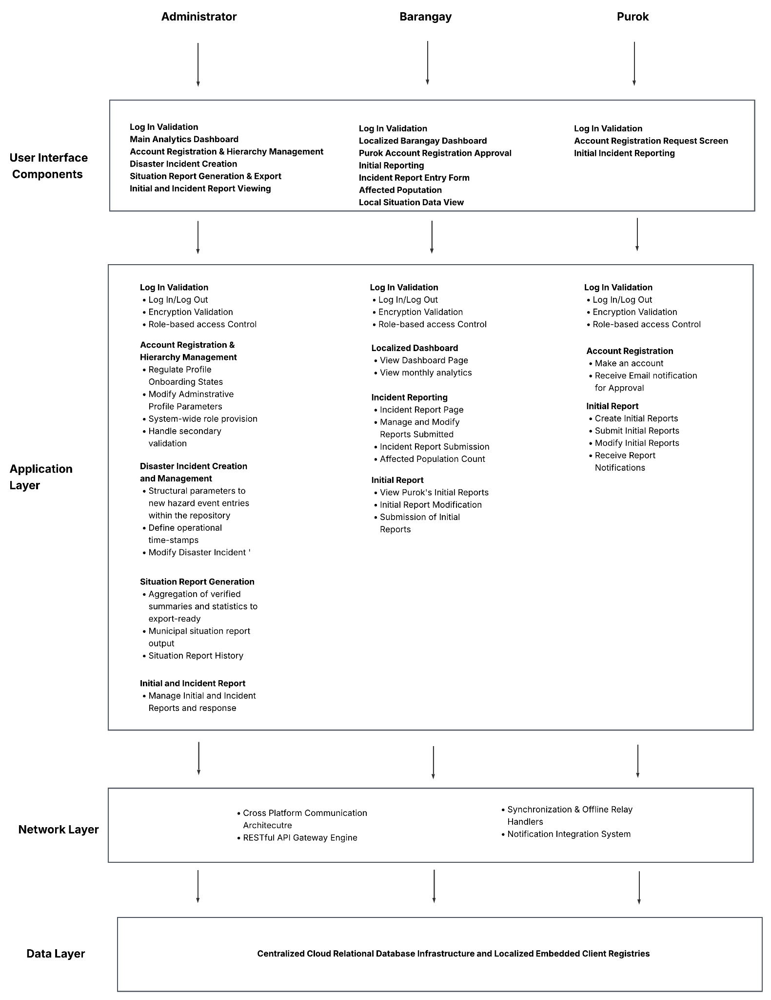 Administrator
Barangay
Purok
User Interface
Components
Log In Validation
Main Analytics Dashboard
Account Registration & Hierarchy Management
Disaster Incident Creation
Situation Report Generation & Export
Initial and Incident Report Viewing
Log In Validation
Localized Barangay Dashboard
Purok Account Registration Approval
Initial Reporting
Incident Report Entry Form
Affected Poputation
Local Situation Data View
Log In Validation
Account Registration Request Screen
Initial Incident Reporting
Application
Layer
Log In Validation
• Log In/Log Out
• Encryption Validation
• Role-based access Control
Account Registration &
Hierarchy Management
• Regulate Profile
Onboarding States
• Modify Adminstrative
Profile Parameters
• System-wide role provision
• Handle secondary
validation
Disaster Incident Creation
and Management
• Structural parameters to
new hazard event entries
within the repository
• Define operational
time-stamps
• Modify Disaster Incident '
Situation Report Generation
• Aggregation of verified
summaries and statistics to
export-ready
• Municipal situation report
output
• Situation Report History
Initial and Incident Report
• Manage Initial and Incident
Reports and response
Log In Validation
• Log In/Log Out
• Encryption Validation
• Role-based access Control
Localized Dashboard
• View Dashboard Page
• View monthly analytics
Incident Reporting
• Incident Report Page
• Manage and Modify
Reports Submitted
• Incident Report Submission
• Affected Population Count
Initial Report
• View Purok's Initial Reports
• Initial Report Modification
• Submission of Initial
Reports
Log In Validation
• Log In/Log Out
• Encryption Validation
• Role-based access Control
Account Registration
• Make an account
• Receive Email notification
for Approval
Initial Report
• Create Initial Reports
• Submit Initial Reports
• Modify Initial Reports
• Receive Report
Notifications
Network Layer
• Cross Platform Communication
Architecutre
• RESTful API Gateway Engine
• Synchronization & Offline Relay
Handlers
• Notification Integration System
Data Layer
Centralized Cloud Relational Database Infrastructure and Localized Embedded Client Registries